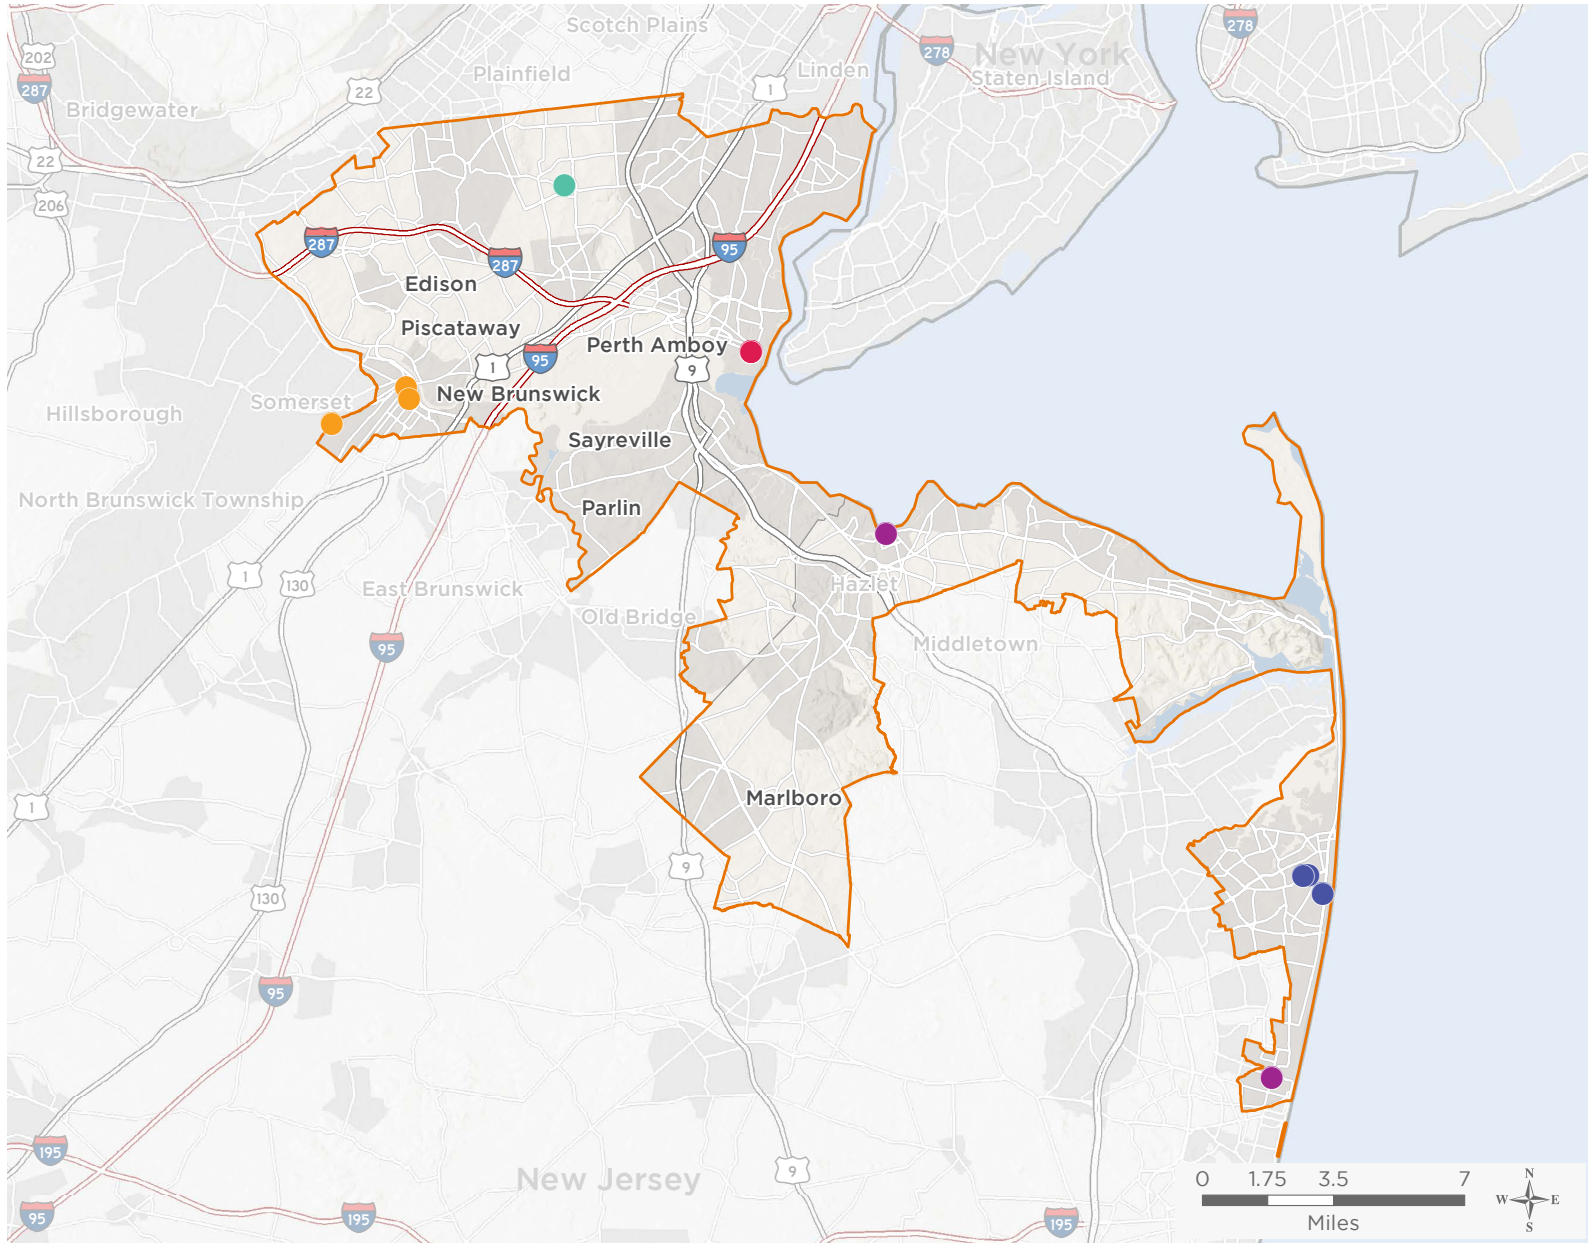 Scotch Plains
278
202
New York
278
Linden
Plainfield
Staten Island
287
1
22
Bridgewater
22
206
287
95
287
Edison
Piscataway
Perth Amboy
95
1
9
New Brunswick
Somerset
Hillsborough
Sayreville
North Brunswick Township
Parlin
1
130
Hazlet
East Brunswick
Old Bridge
95
Middletown
Marlboro
1
9
130
95
195
9
New Jersey
0 1.75 3.5 7
Miles
N
W E
S
95
195
195